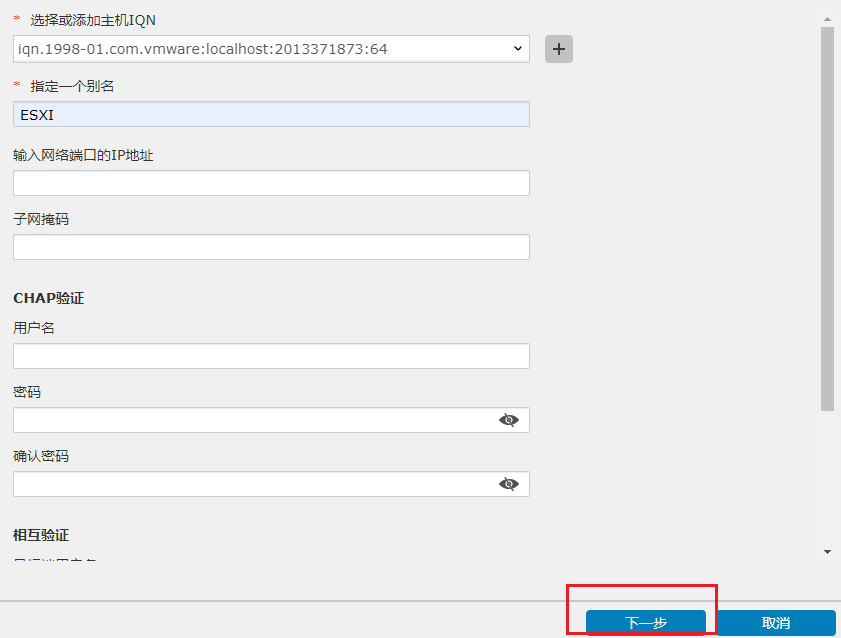 * 选择或添加主机IQN
iqn.1998-01.com.vmware:localhost:2013371873:64
* 指定一个别名
ESXI
输入网络端口的IP地址
子网掩码
CHAP验证
用户名
密码
确认密码
相互验证
下一步 取消